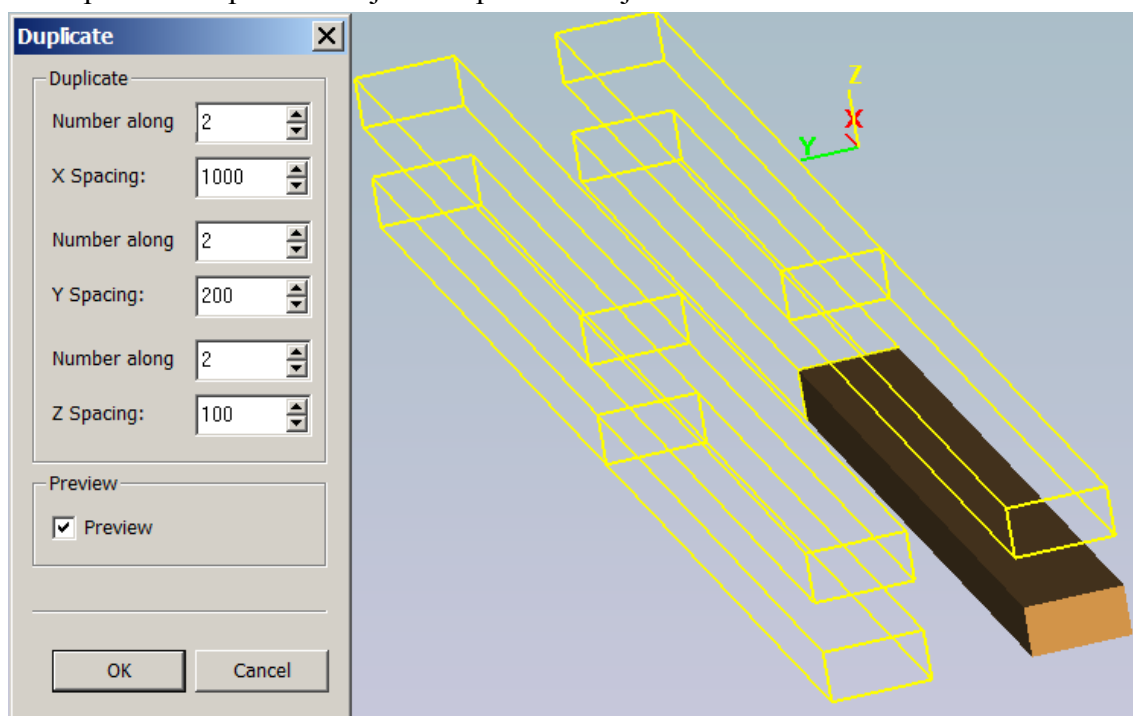 Duplicate
Duplicate
Number along 2
X Spacing: 1000
Number along 2
Y Spacing: 200
Number along 2
Z Spacing: 100
Preview
Preview
OK Cancel
Z
X
Y